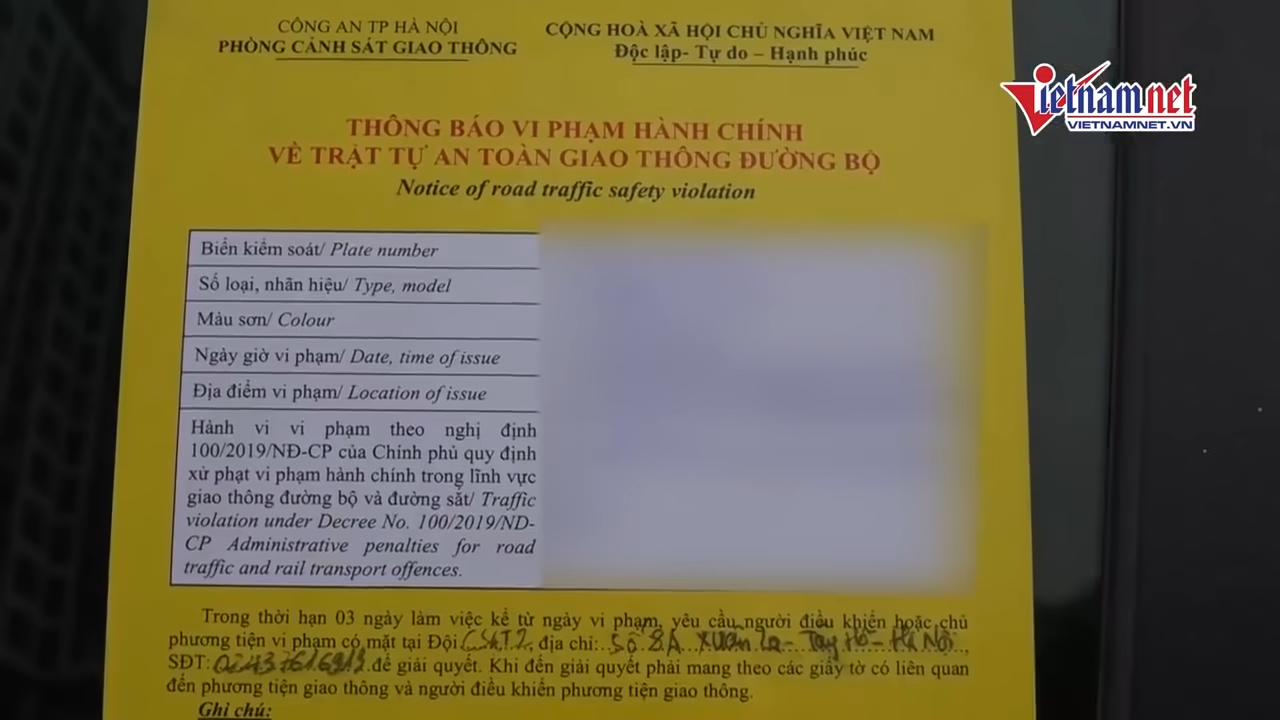 CÔNG AN TP HÀ NỘI
PHÒNG CẢNH SÁT GIAO THÔNG
CỘNG HOÀ XÃ HỘI CHỦ NGHĨA VIỆT NAM
Độc lập- Tự do – Hạnh phúc
Vietnamnet
VIETNAMNET.VN
THÔNG BÁO VI PHẠM HÀNH CHÍNH
VỀ TRẬT TỰ AN TOÀN GIAO THÔNG ĐƯỜNG BỘ
Notice of road traffic safety violation
Biển kiểm soát/ Plate number
Số loại, nhãn hiệu/ Type, model
Màu sơn/ Colour
Ngày giờ vi phạm/ Date, time of issue
Địa điểm vi phạm/ Location of issue
Hành vi vi phạm theo nghị định
100/2019/NĐ-CP của Chính phủ quy định
xử phạt vi phạm hành chính trong lĩnh vực
giao thông đường bộ và đường sắt/ Traffic
violation under Decree No. 100/2019/ND-
CP Administrative penalties for road
traffic and rail transport offences.
Trong thời hạn 03 ngày làm việc kể từ ngày vi phạm, yêu cầu người điều khiển hoặc chủ
phương tiện vi phạm có mặt tại Đội CSGT 2, địa chỉ: Số 2A Xuân La - Tây Hồ - Hà Nội,
SĐT: de giải quyết. Khi đến giải quyết phải mang theo các giấy tờ có liên quan
đến phương tiện giao thông và người điều khiển phương tiện giao thông.
Ghi chú: